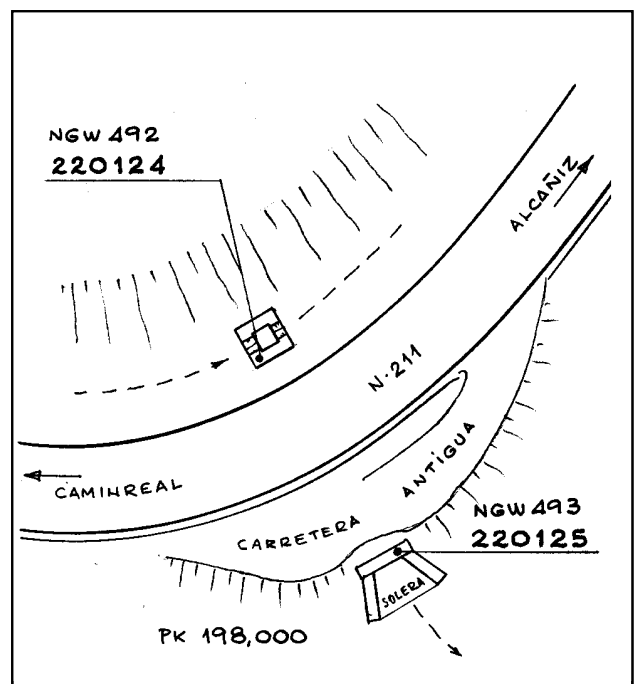 NGW 492
220124
ALCAÑIZ
N-211
CAMINREAL
ANTIGUA
CARRETERA
NGW 493
220125
SOLERA
PK 198,000